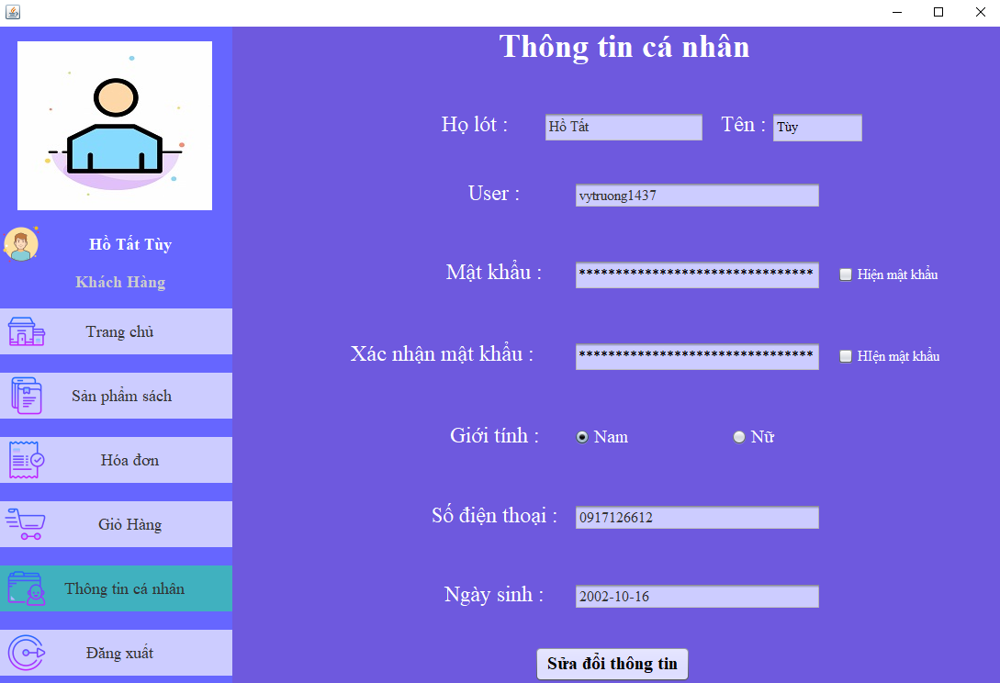 Thông tin cá nhân
Họ lót : Hồ Tất Tên : Tùy
User : vytruong1437
Mật khẩu : ******************************** Hiện mật khẩu
Xác nhận mật khẩu : ******************************** HIện mật khẩu
Giới tính : Nam Nữ
Số điện thoại : 0917126612
Ngày sinh : 2002-10-16
Sửa đổi thông tin
Hồ Tất Tùy
Khách Hàng
Trang chủ
Sản phẩm sách
Hóa đơn
Giỏ Hàng
Thông tin cá nhân
Đăng xuất